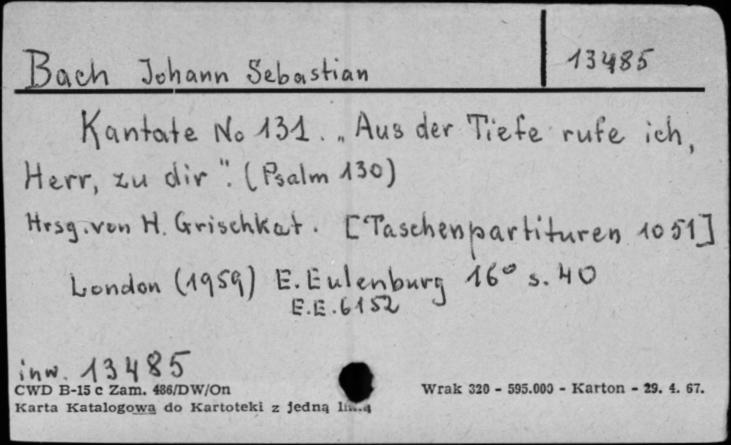 Bach Johann Sebastian 13485
Kantate No 131. „Aus der Tiefe rufe ich,
Herr, zu dir". (Psalm 130)
Hrsg. von H. Grischkat. [Taschenpartituren 1051]
London (1959) E. Eulenburg 16° s. 40
E.E. 6152
inw. 13485
CWD B-15 c Zam. 486/DW/On Wrak 320 - 595.000 - Karton - 29. 4. 67.
Karta Katalogowa do Kartoteki z jedną